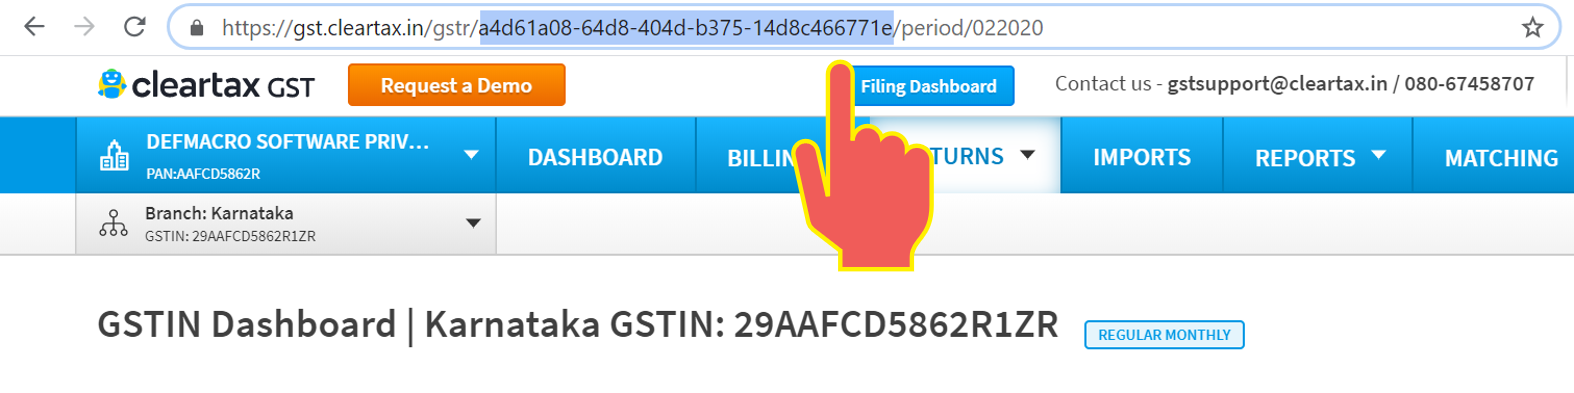 https://gst.cleartax.in/gstr/a4d61a08-64d8-404d-b375-14d8c466771e/period/022020
cleartax GST
Request a Demo
Filing Dashboard
Contact us - gstsupport@cleartax.in / 080-67458707
DEFMACRO SOFTWARE PRIV...
PAN:AAFCD5862R
DASHBOARD
BILLIN
TURNS
IMPORTS
REPORTS
MATCHING
Branch: Karnataka
GSTIN: 29AAFCD5862R1ZR
GSTIN Dashboard | Karnataka GSTIN: 29AAFCD5862R1ZR
REGULAR MONTHLY